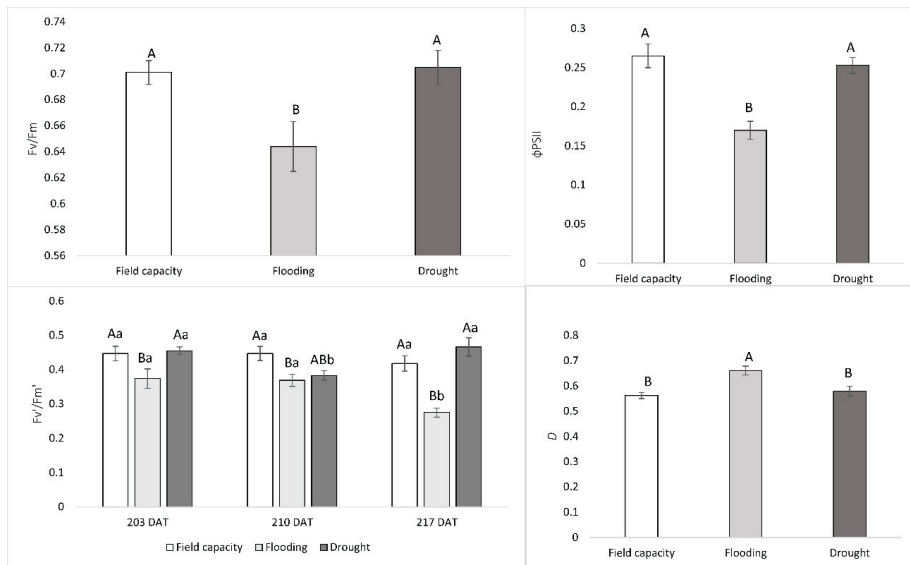 0.74
0.72
0.7
0.68
0.66
0.64
0.62
0.6
0.58
0.56
Fv/Fm
A
B
A
Field capacity Flooding Drought
0.3
0.25
0.2
0.15
0.1
0.05
0
ϕPSII
A
B
A
Field capacity Flooding Drought
0.6
0.5
0.4
0.3
0.2
0.1
0
Fv'/Fm'
Aa Ba Aa
Aa Ba ABb
Aa Bb Aa
203 DAT 210 DAT 217 DAT
Field capacity Flooding Drought
0.8
0.7
0.6
0.5
0.4
0.3
0.2
0.1
0
D
B
A
B
Field capacity Flooding Drought